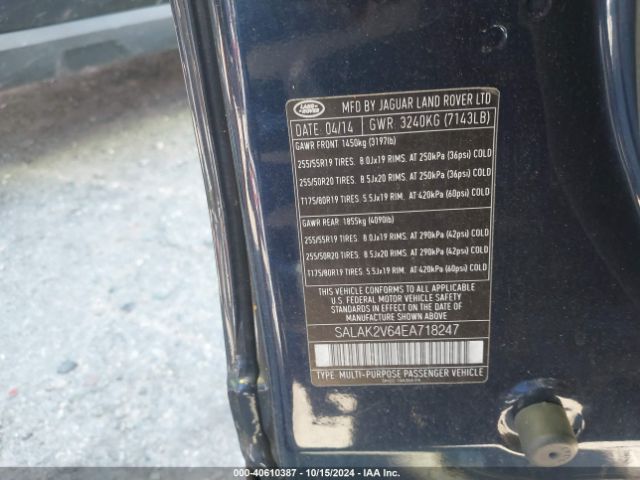 LAND ROVER
MFD BY JAGUAR LAND ROVER LTD
DATE: 04/14 GWR: 3240KG (7143LB)
GAWR FRONT 1450kg (3197lb)
255/55R19 TIRES. 8 0Jx19 RIMS. AT 250kPa (36psi) COLD
255/50R20 TIRES. 8 5Jx20 RIMS. AT 250kPa (36psi) COLD
T175/80R19 TIRES 5 5Jx19 RIM. AT 420kPa (60psi) COLD
GAWR REAR 1855kg (4090lb)
255/55R19 TIRES. 8 0Jx19 RIMS. AT 290kPa (42psi) COLD
255/50R20 TIRES. 8 5Jx20 RIMS. AT 290kPa (42psi) COLD
T175/80R19 TIRES 5 5Jx19 RIM. AT 420kPa (60psi) COLD
THIS VEHICLE CONFORMS TO ALL APPLICABLE
U.S. FEDERAL MOTOR VEHICLE SAFETY
STANDARDS IN EFFECT ON THE DATE OF
MANUFACTURE SHOWN ABOVE
SALAK2V64EA718247
TYPE: MULTI-PURPOSE PASSENGER VEHICLE
000-40610387 - 10/15/2024 - IAA Inc.